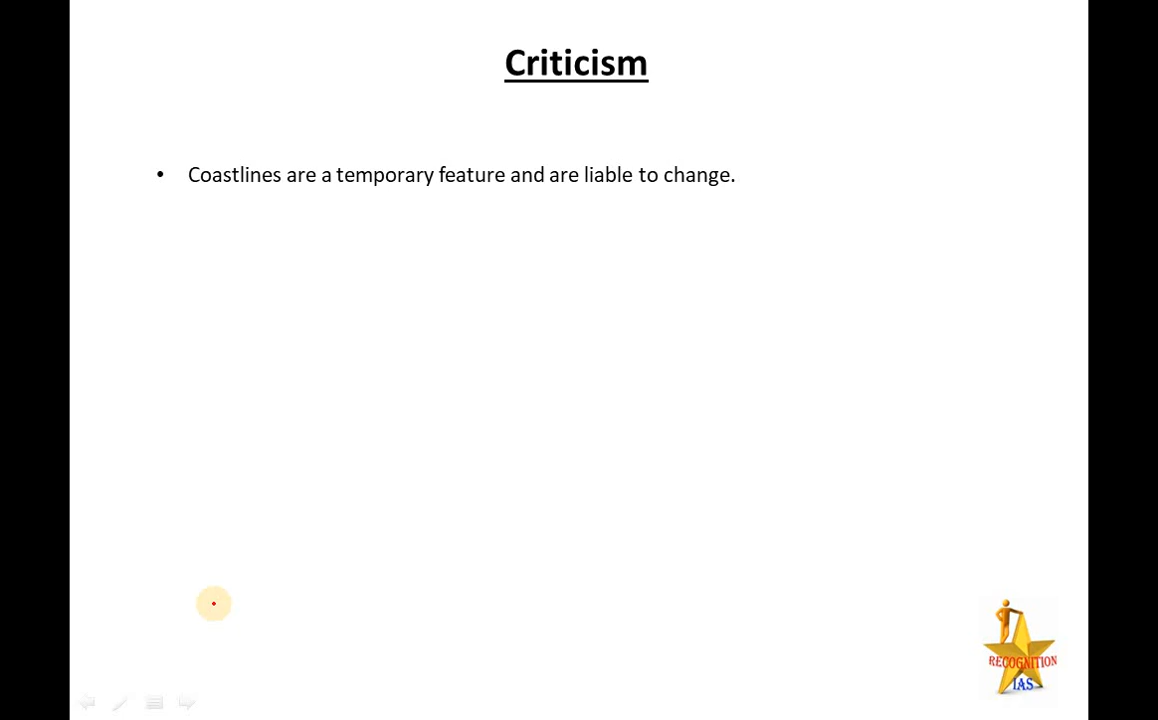 Criticism
• Coastlines are a temporary feature and are liable to change.
RECOGNITION
IAS